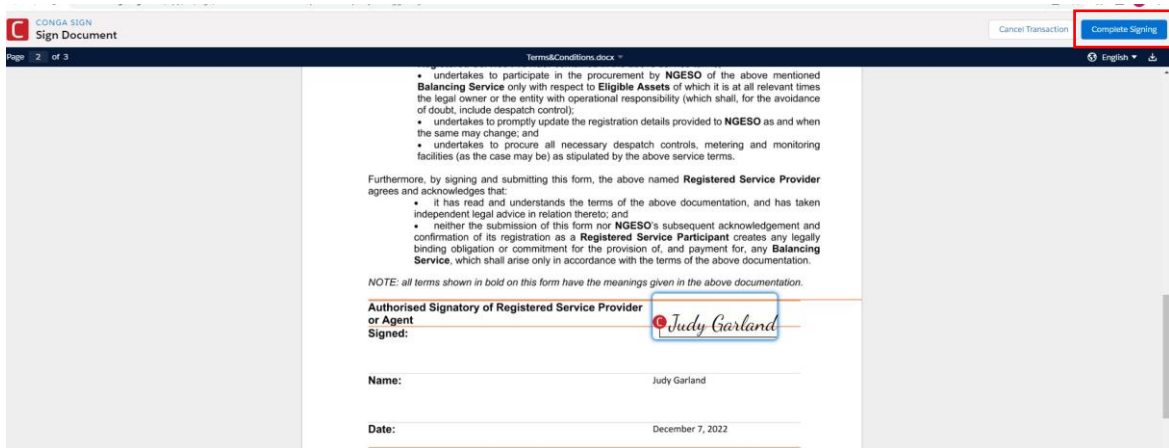 CONGA SIGN
Sign Document
Cancel Transaction
Complete Signing
Page 2 of 3
Terms&Conditions.docx
English
• undertakes to participate in the procurement by NGESO of the above mentioned
Balancing Service only with respect to Eligible Assets of which it is at all relevant times
the legal owner or the entity with operational responsibility (which shall, for the avoidance
of doubt, include despatch control);
• undertakes to promptly update the registration details provided to NGESO as and when
the same may change; and
• undertakes to procure all necessary despatch controls, metering and monitoring
facilities (as the case may be) as stipulated by the above service terms.
Furthermore, by signing and submitting this form, the above named Registered Service Provider
agrees and acknowledges that:
• it has read and understands the terms of the above documentation, and has taken
independent legal advice in relation thereto; and
• neither the submission of this form nor NGESO's subsequent acknowledgement and
confirmation of its registration as a Registered Service Participant creates any legally
binding obligation or commitment for the provision of, and payment for, any Balancing
Service, which shall arise only in accordance with the terms of the above documentation.
NOTE: all terms shown in bold on this form have the meanings given in the above documentation.
Authorised Signatory of Registered Service Provider
or Agent
Signed:
Judy Garland
Name:
Judy Garland
Date:
December 7, 2022